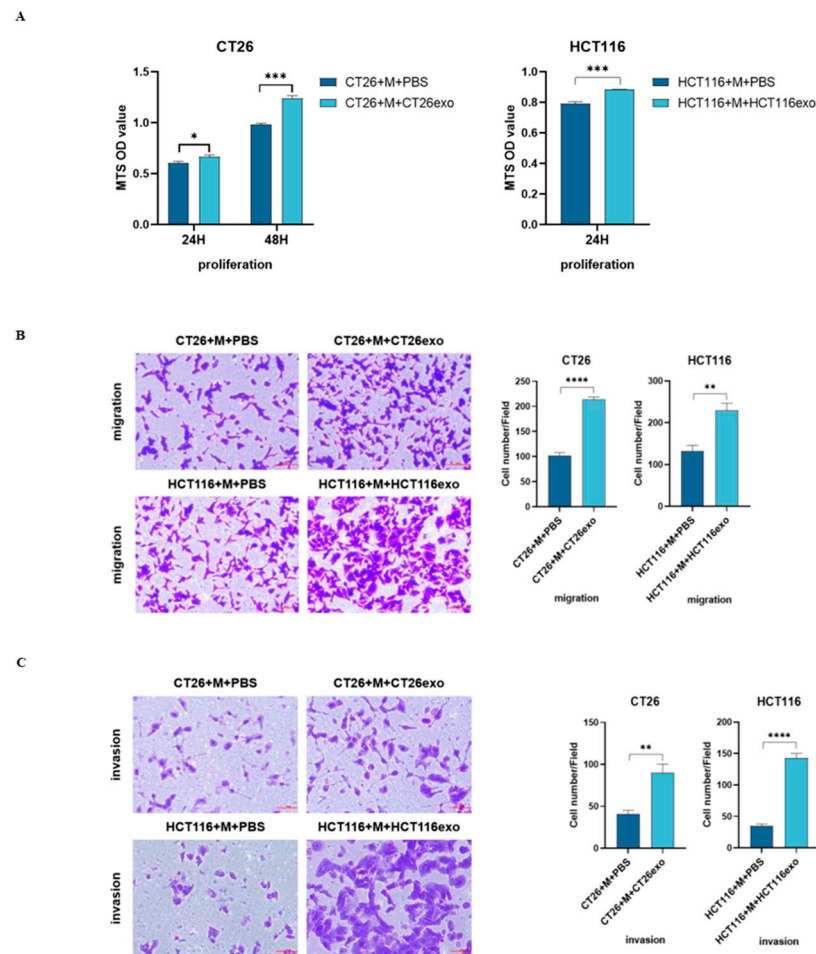 A
CT26
HCT116
***
*
***
CT26+M+PBS
CT26+M+CT26exo
HCT116+M+PBS
HCT116+M+HCT116exo
MTS OD value
1.5
1.0
0.5
0.0
24H
48H
proliferation
MTS OD value
1.0
0.8
0.6
0.4
0.2
0.0
24H
proliferation
B
CT26+M+PBS
CT26+M+CT26exo
migration
HCT116+M+PBS
HCT116+M+HCT116exo
migration
CT26
****
Cell number/Field
250
200
150
100
50
0
CT26+M+PBS
CT26+M+CT26exo
migration
HCT116
**
Cell number/Field
300
200
100
0
HCT116+M+PBS
HCT116+M+HCT116exo
migration
C
CT26+M+PBS
CT26+M+CT26exo
invasion
HCT116+M+PBS
HCT116+M+HCT116exo
invasion
CT26
**
Cell number/Field
150
100
50
0
CT26+M+PBS
CT26+M+CT26exo
invasion
HCT116
****
Cell number/Field
200
150
100
50
0
HCT116+M+PBS
HCT116+M+HCT116exo
invasion